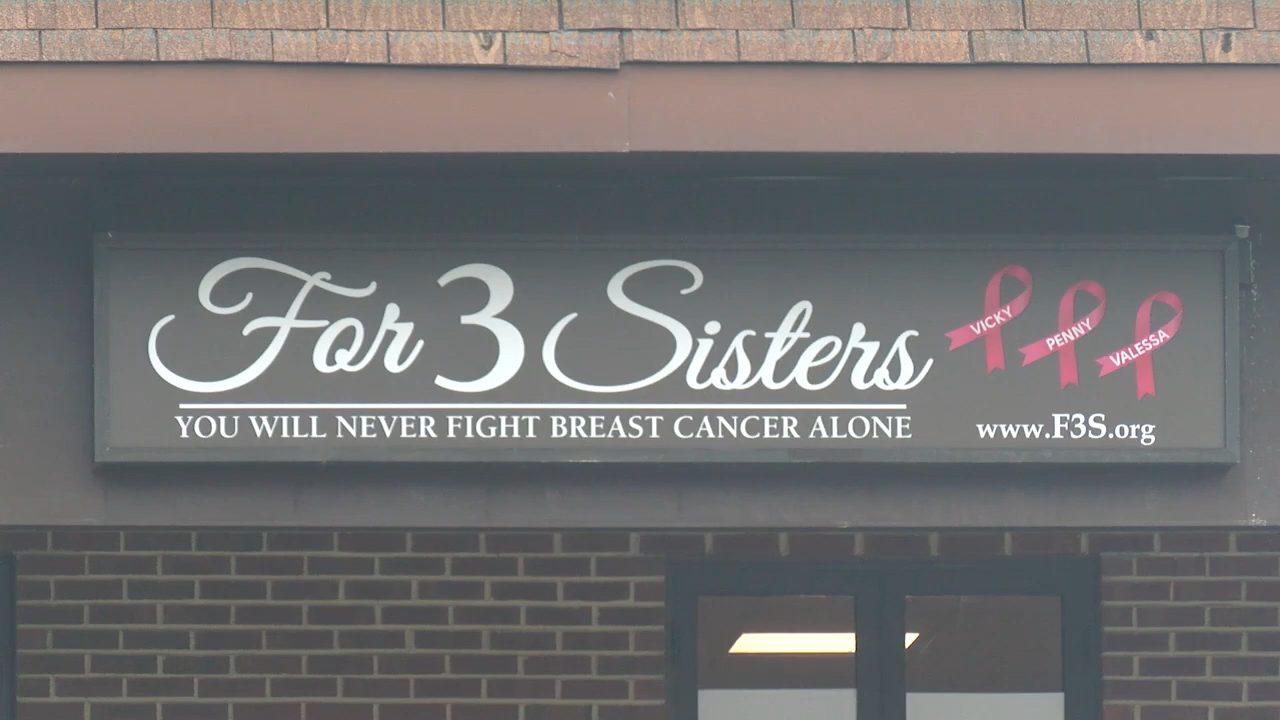 For 3 Sisters
YOU WILL NEVER FIGHT BREAST CANCER ALONE
VICKY
PENNY
VALESSA
www.F3S.org